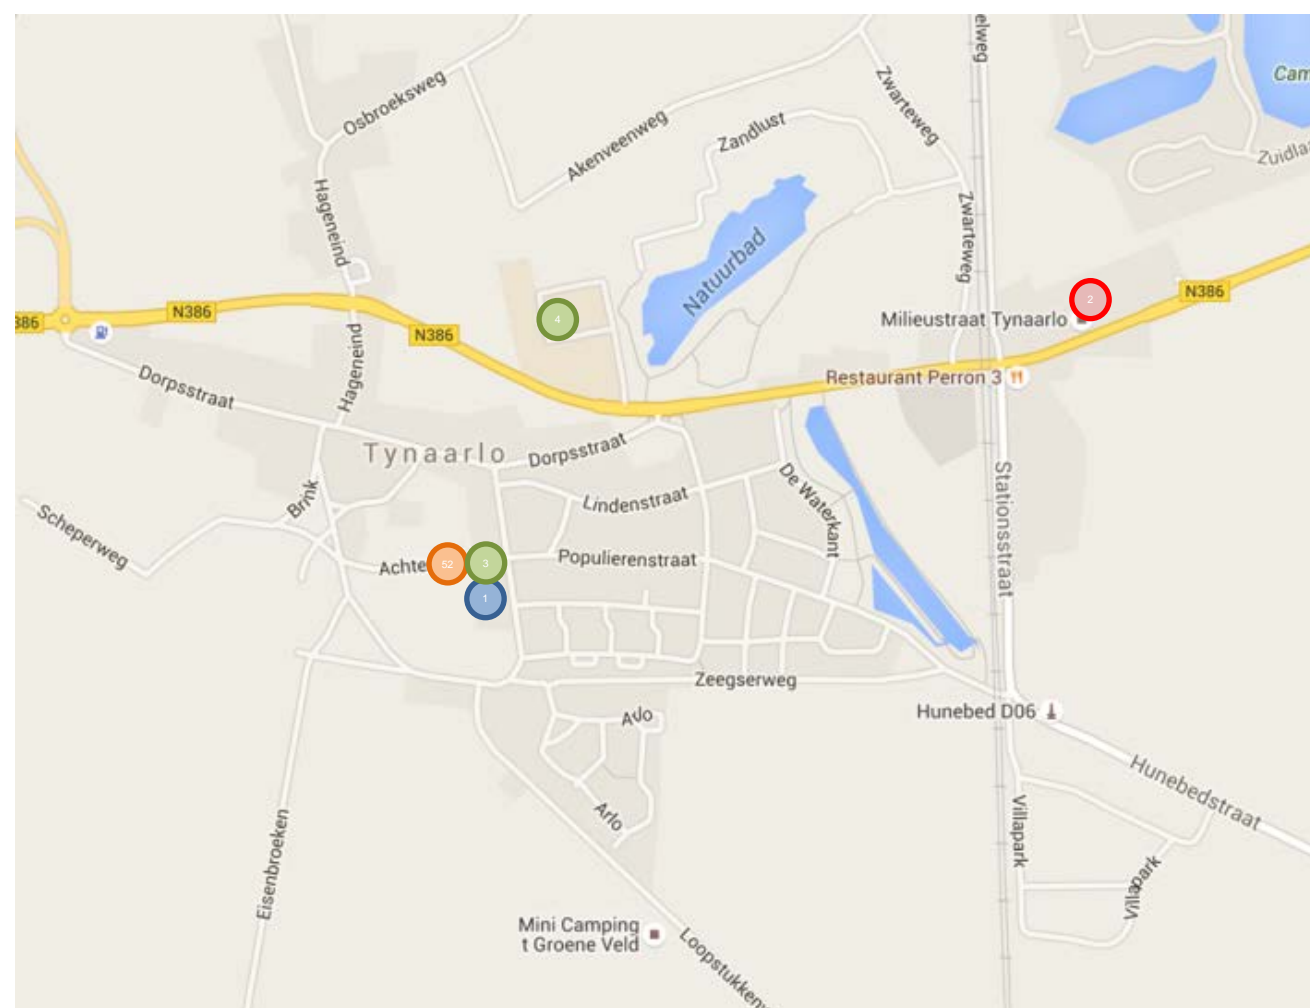 elweg
Cam
Osbroeksweg
Zwarteweg
Akenveenweg
Zandlust
Zuidla
Hageneind
Zwarteweg
Natuurbad
N386
2
N386
386
4
Milieustraat Tynaarlo
N386
Hageneind
Restaurant Perron 3
Dorpsstraat
Tynaarlo
Dorpsstraat
De Waterkant
Brink
Lindenstraat
Stationsstraat
Scheperweg
Populierenstraat
Achte
52
3
1
Zeegserweg
Arlo
Hunebed D06
Hunebedstraat
Arlo
Villapark
Eisenbroeken
Villapark
Mini Camping
t Groene Veld
Loopstukken